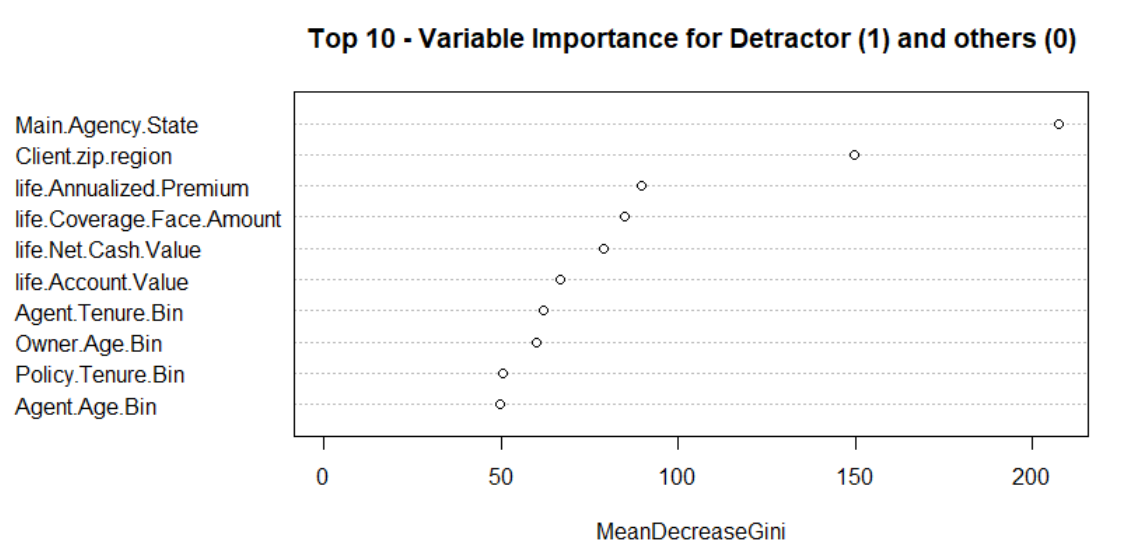 Top 10 - Variable Importance for Detractor (1) and others (0)
Main.Agency.State
Client.zip.region
life.Annualized.Premium
life.Coverage.Face.Amount
life.Net.Cash.Value
life.Account.Value
Agent.Tenure.Bin
Owner.Age.Bin
Policy.Tenure.Bin
Agent.Age.Bin
0 50 100 150 200
MeanDecreaseGini